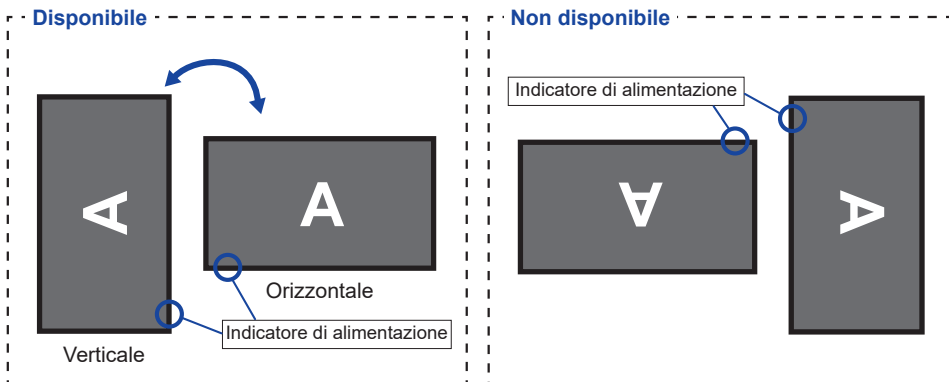 Disponibile
A
A
Orizzontale
Indicatore di alimentazione
Verticale
Non disponibile
Indicatore di alimentazione
A
A